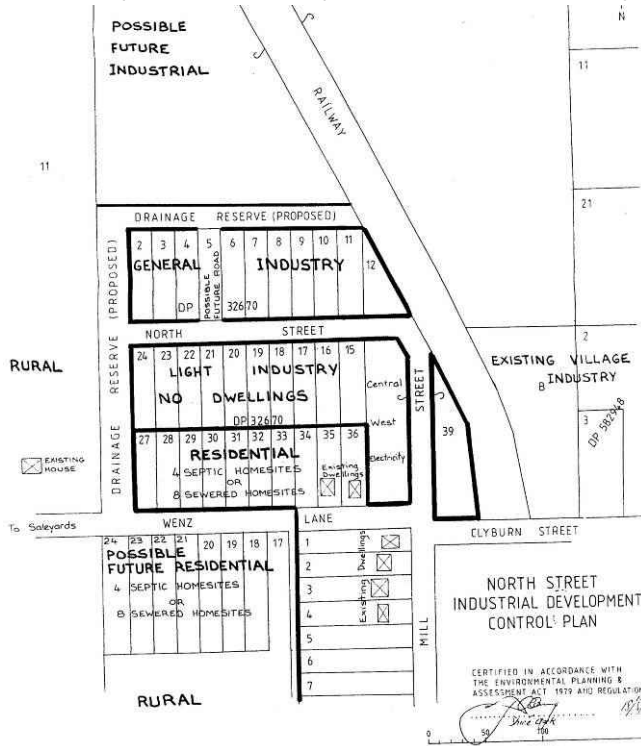 N
POSSIBLE
FUTURE
INDUSTRIAL
RAILWAY
11
11
21
DRAINAGE RESERVE (PROPOSED)
2 3 4 5 6 7 8 9 10 11
12
GENERAL INDUSTRY
POSSIBLE
FUTURE ROAD
DP 32670
DRAINAGE RESERVE (PROPOSED)
NORTH STREET
RURAL
24 23 22 21 20 19 18 17 16 15
LIGHT INDUSTRY
NO DWELLINGS
DP 32670
Central
West
Electricity
STREET
39
2
EXISTING VILLAGE
8 INDUSTRY
3
DP 582948
27 28 29 30 31 32 33 34 35 36
RESIDENTIAL
4 SEPTIC HOMESITES
OR
8 SEWERED HOMESITES
Existing
Dwellings
EXISTING
HOUSE
To Saleyards
WENZ LANE
CLYBURN STREET
24 23 22 21 20 19 18 17
POSSIBLE
FUTURE RESIDENTIAL
4 SEPTIC HOMESITES
OR
8 SEWERED HOMESITES
1
2
3
4
5
6
7
Existing Dwellings
MILL
RURAL
NORTH STREET
INDUSTRIAL DEVELOPMENT
CONTROL PLAN
CERTIFIED IN ACCORDANCE WITH
THE ENVIRONMENTAL PLANNING &
ASSESSMENT ACT 1979 AND REGULATION
Shire Clerk
0 50 100